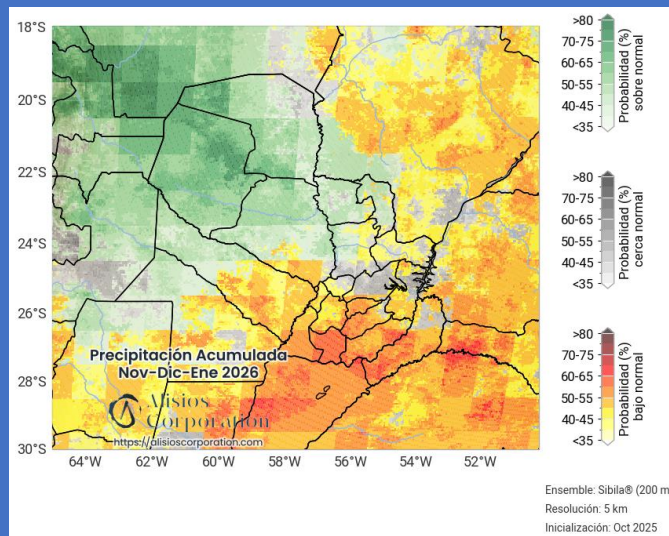 18°S
20°S
22°S
24°S
26°S
28°S
30°S
64°W
62°W
60°W
58°W
56°W
54°W
52°W
Precipitación Acumulada
Nov-Dic-Ene 2026
Alisios
Corporation
https://alisioscorporation.com
>80
70-75
60-65
50-55
40-45
<35
Probabilidad (%)
sobre normal
>80
70-75
60-65
50-55
40-45
<35
Probabilidad (%)
cerca normal
>80
70-75
60-65
50-55
40-45
<35
Probabilidad (%)
bajo normal
Ensemble: Sibila® (200 m
Resolución: 5 km
Inicialización: Oct 2025